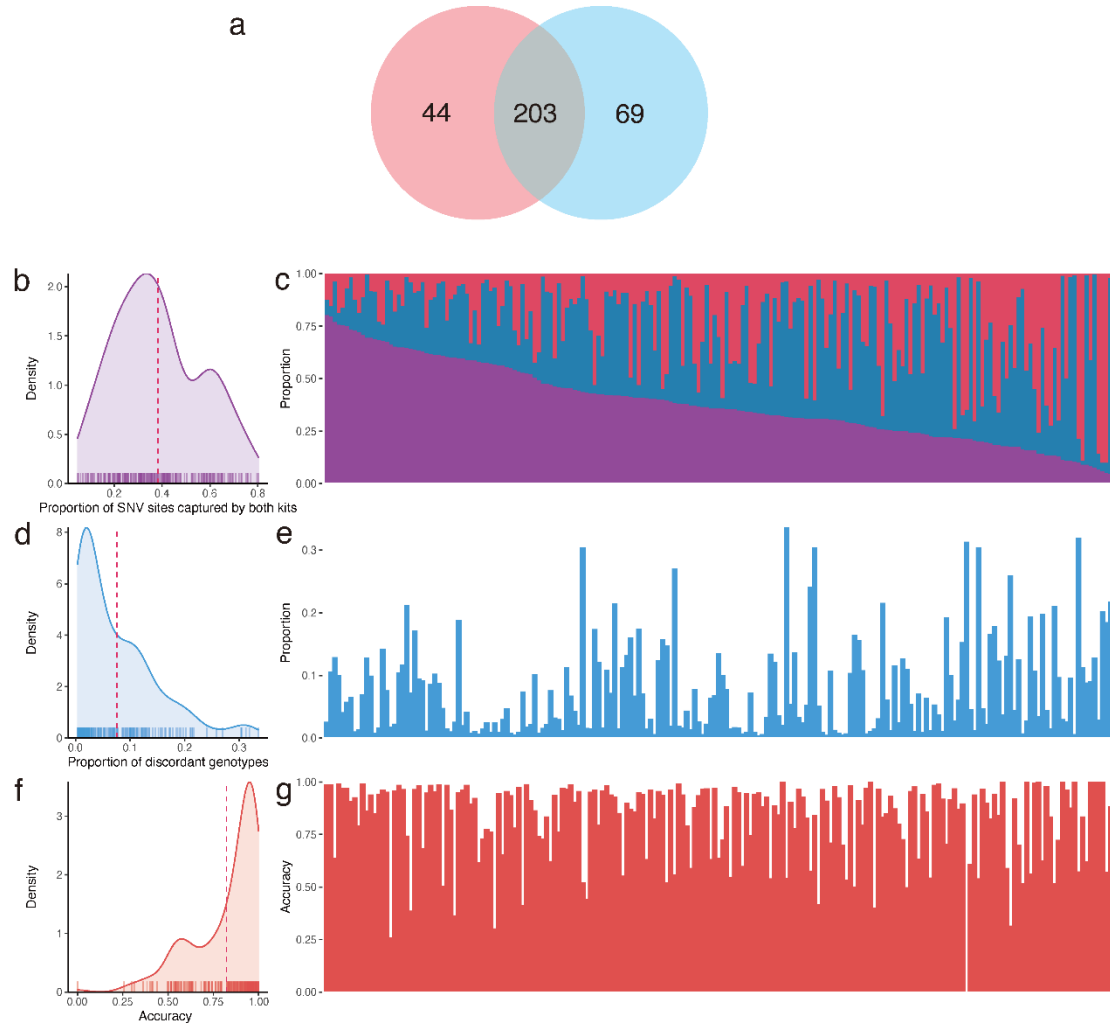 a
44
203
69
b
2.0
1.5
1.0
0.5
0.0
Density
0.2
0.4
0.6
0.8
Proportion of SNV sites captured by both kits
c
1.00
0.75
0.50
0.25
0.00
Proportion
d
8
6
4
2
0
Density
0.0
0.1
0.2
0.3
Proportion of discordant genotypes
e
0.3
0.2
0.1
0.0
Proportion
f
3
2
1
0
Density
0.00
0.25
0.50
0.75
1.00
Accuracy
g
1.00
0.75
0.50
0.25
0.00
Accuracy